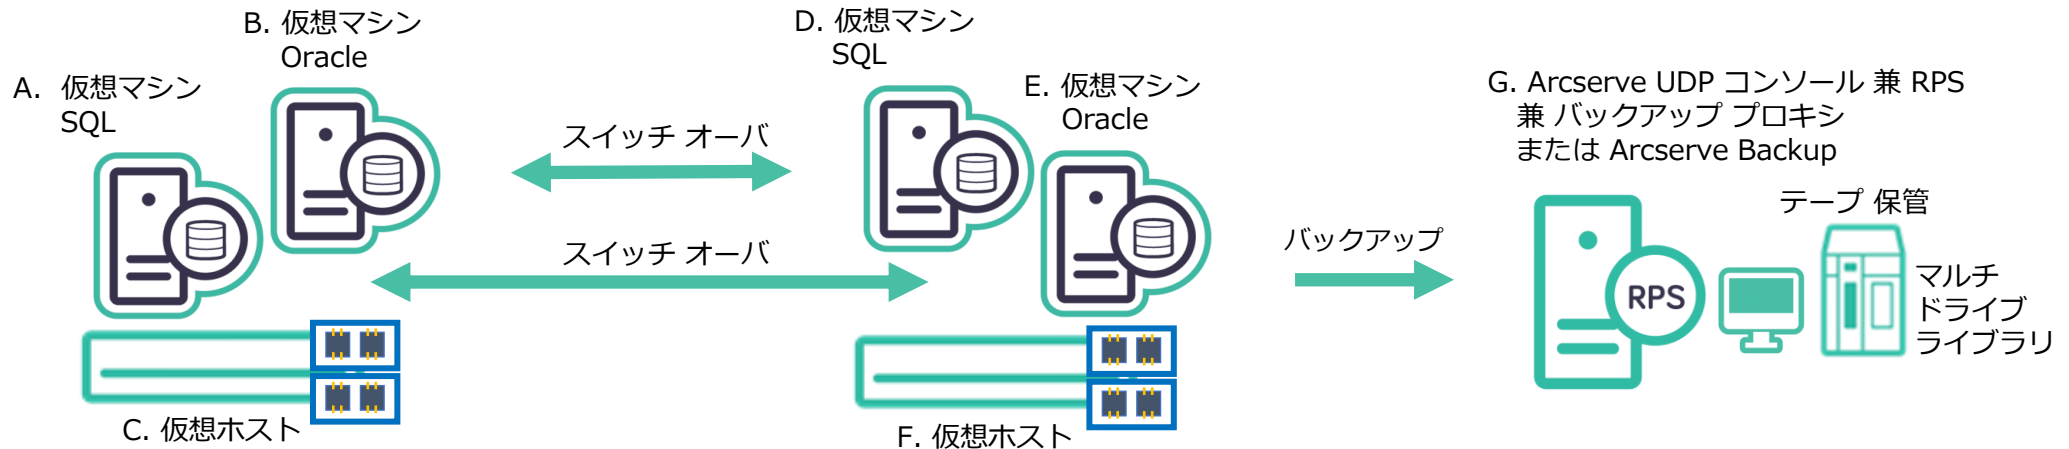 A. 仮想マシン
SQL
B. 仮想マシン
Oracle
C. 仮想ホスト
スイッチ オーバ
スイッチ オーバ
D. 仮想マシン
SQL
E. 仮想マシン
Oracle
F. 仮想ホスト
バックアップ
G. Arcserve UDP コンソール 兼 RPS
兼 バックアップ プロキシ
または Arcserve Backup
RPS
テープ 保管
マルチ
ドライブ
ライブラリ